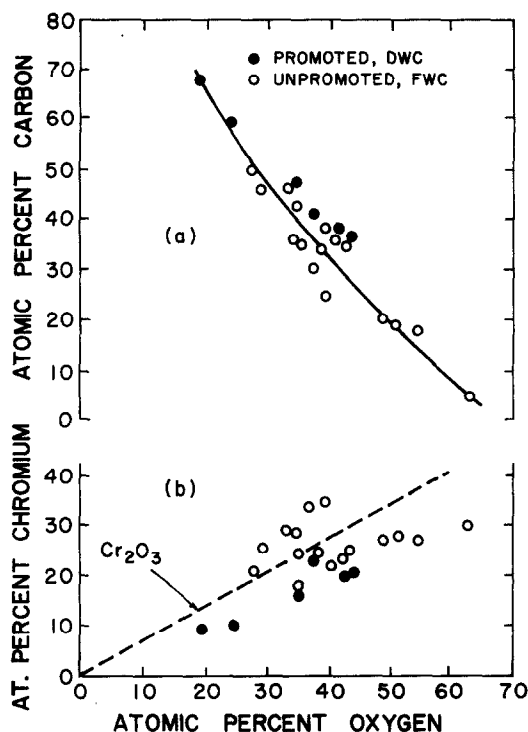 80
70
60
50
40
30
20
10
0
ATOMIC PERCENT CARBON
● PROMOTED, DWC
○ UNPROMOTED, FWC
(a)
40
30
20
10
0
AT. PERCENT CHROMIUM
(b)
Cr₂O₃
0 20 30 40 50 60 70
ATOMIC PERCENT OXYGEN